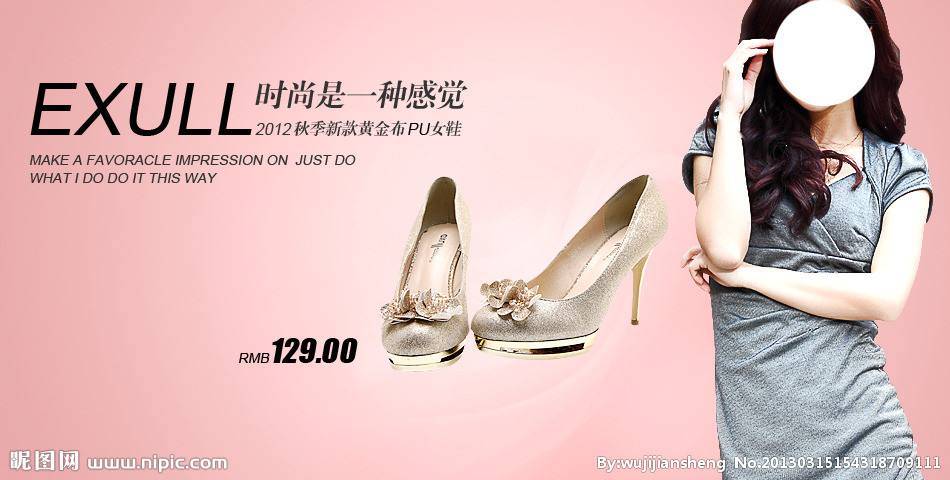 EXULL
时尚是一种感觉
2012秋季新款黄金布PU女鞋
MAKE A FAVORACLE IMPRESSION ON JUST DO
WHAT I DO DO IT THIS WAY
RMB 129.00
昵图网 www.nipic.com
By:wujijiansheng No.20130315154318709111